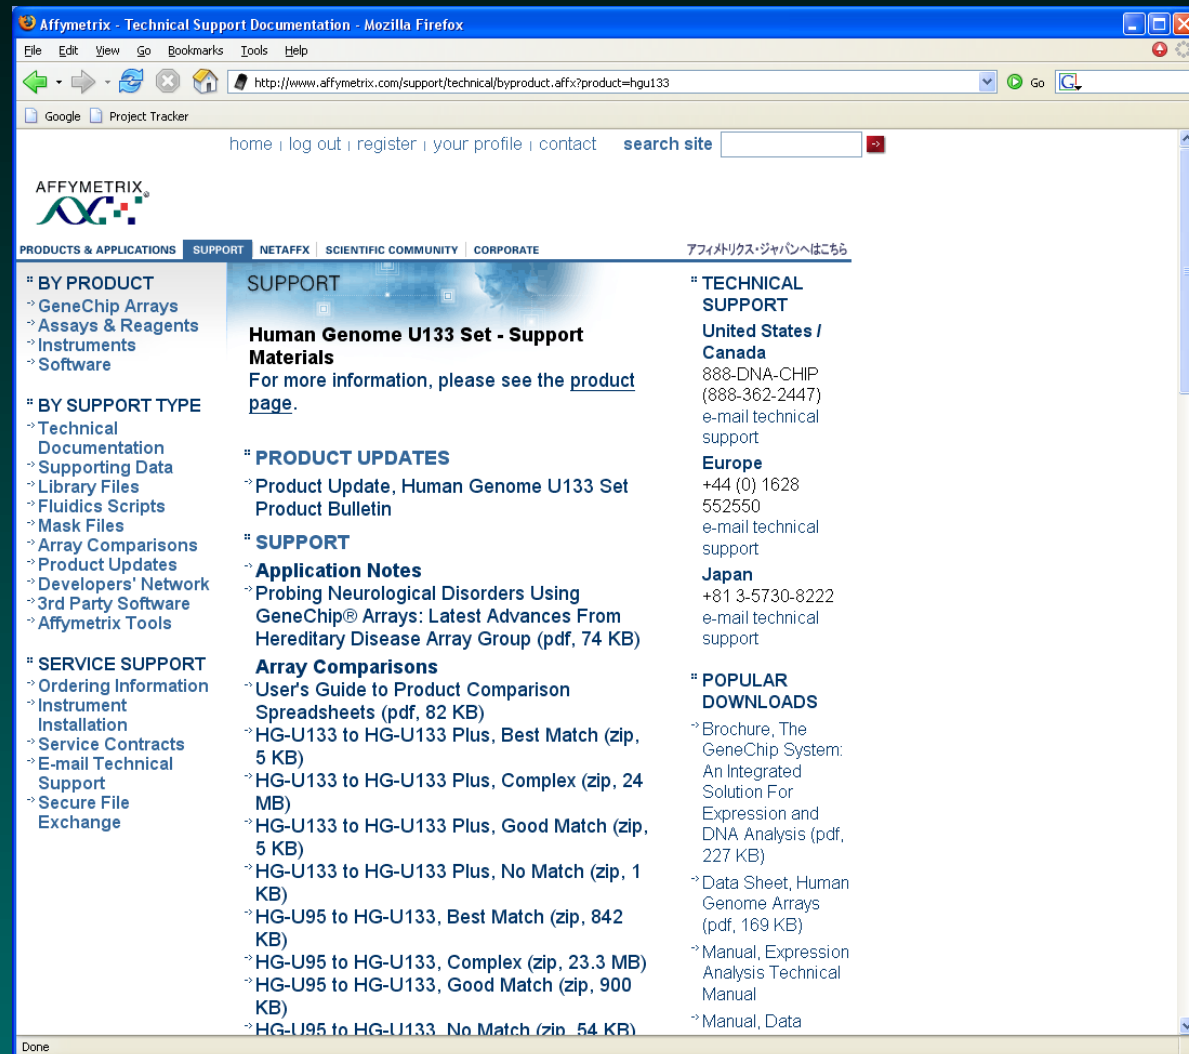 Affymetrix - Technical Support Documentation - Mozilla Firefox
File Edit View Go Bookmarks Tools Help
http://www.affymetrix.com/support/technical/byproduct.affx?product=hgu133
Go
G
Google Project Tracker
home | log out | register | your profile | contact search site
AFFYMETRIX®
PRODUCTS & APPLICATIONS SUPPORT NETAFFX SCIENTIFIC COMMUNITY CORPORATE アフィメトリクス・ジャパンへはこちら
BY PRODUCT
GeneChip Arrays
Assays & Reagents
Instruments
Software
BY SUPPORT TYPE
Technical
Documentation
Supporting Data
Library Files
Fluidics Scripts
Mask Files
Array Comparisons
Product Updates
Developers' Network
3rd Party Software
Affymetrix Tools
SERVICE SUPPORT
Ordering Information
Instrument
Installation
Service Contracts
E-mail Technical
Support
Secure File
Exchange
SUPPORT
Human Genome U133 Set - Support
Materials
For more information, please see the product
page.
PRODUCT UPDATES
Product Update, Human Genome U133 Set
Product Bulletin
SUPPORT
Application Notes
Probing Neurological Disorders Using
GeneChip® Arrays: Latest Advances From
Hereditary Disease Array Group (pdf, 74 KB)
Array Comparisons
User's Guide to Product Comparison
Spreadsheets (pdf, 82 KB)
HG-U133 to HG-U133 Plus, Best Match (zip,
5 KB)
HG-U133 to HG-U133 Plus, Complex (zip, 24
MB)
HG-U133 to HG-U133 Plus, Good Match (zip,
5 KB)
HG-U133 to HG-U133 Plus, No Match (zip, 1
KB)
HG-U95 to HG-U133, Best Match (zip, 842
KB)
HG-U95 to HG-U133, Complex (zip, 23.3 MB)
HG-U95 to HG-U133, Good Match (zip, 900
KB)
HG-U95 to HG-U133, No Match (zip, 54 KB)
TECHNICAL
SUPPORT
United States /
Canada
888-DNA-CHIP
(888-362-2447)
e-mail technical
support
Europe
+44 (0) 1628
552550
e-mail technical
support
Japan
+81 3-5730-8222
e-mail technical
support
POPULAR
DOWNLOADS
Brochure, The
GeneChip System:
An Integrated
Solution For
Expression and
DNA Analysis (pdf,
227 KB)
Data Sheet, Human
Genome Arrays
(pdf, 169 KB)
Manual, Expression
Analysis Technical
Manual
Manual, Data
Done